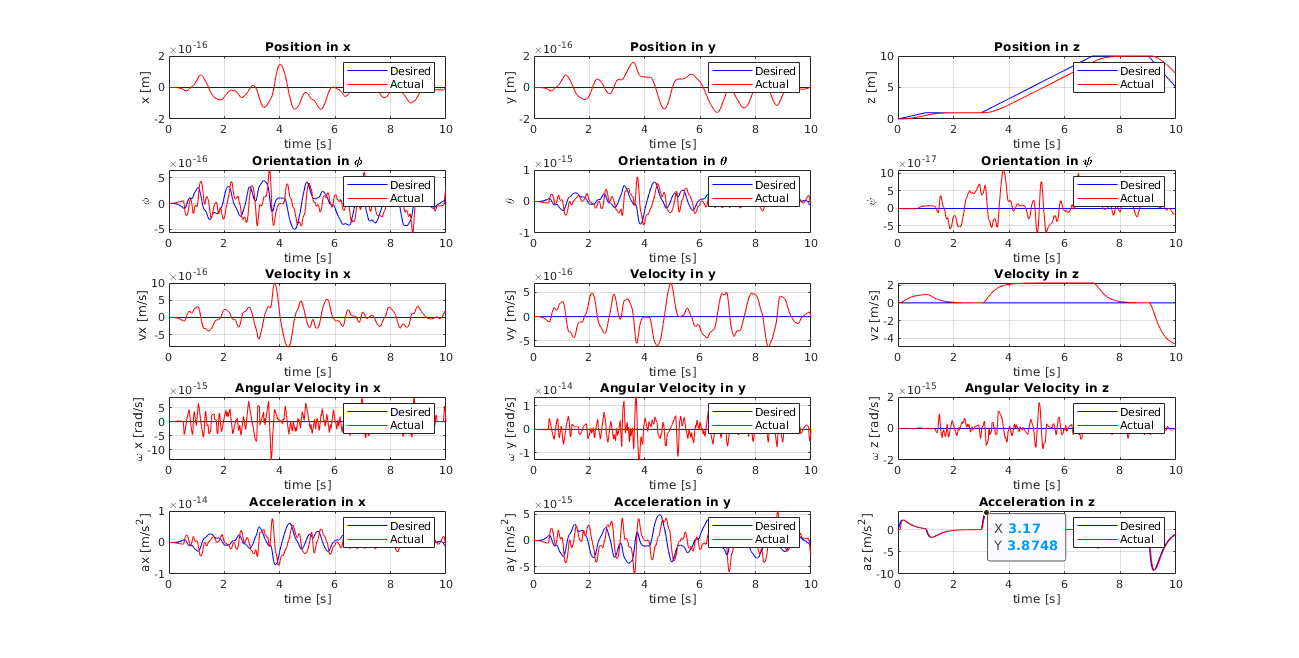 ×10-16 Position in x
2
0
-2
x [m]
Desired
Actual
0 2 4 6 8 10
time [s]
×10-16 Position in y
2
0
-2
y [m]
Desired
Actual
0 2 4 6 8 10
time [s]
Position in z
10
5
0
z [m]
Desired
Actual
0 2 4 6 8 10
time [s]
×10-16 Orientation in ϕ
5
0
-5
ϕ
Desired
Actual
0 2 4 6 8 10
time [s]
×10-15 Orientation in θ
1
0
-1
θ
Desired
Actual
0 2 4 6 8 10
time [s]
×10-17 Orientation in ψ
10
5
0
-5
ψ
Desired
Actual
0 2 4 6 8 10
time [s]
×10-16 Velocity in x
10
5
0
-5
vx [m/s]
0 2 4 6 8 10
time [s]
×10-16 Velocity in y
5
0
-5
vy [m/s]
0 2 4 6 8 10
time [s]
Velocity in z
2
0
-2
-4
vz [m/s]
0 2 4 6 8 10
time [s]
×10-15 Angular Velocity in x
5
0
-5
-10
ω x [rad/s]
Desired
Actual
0 2 4 6 8 10
time [s]
×10-14 Angular Velocity in y
1
0
-1
ω y [rad/s]
Desired
Actual
0 2 4 6 8 10
time [s]
×10-15 Angular Velocity in z
2
0
-2
ω z [rad/s]
Desired
Actual
0 2 4 6 8 10
time [s]
×10-14 Acceleration in x
1
0
-1
ax [m/s2]
Desired
Actual
0 2 4 6 8 10
time [s]
×10-15 Acceleration in y
5
0
-5
ay [m/s2]
Desired
Actual
0 2 4 6 8 10
time [s]
Acceleration in z
0
-5
-10
az [m/s2]
X 3.17
Y 3.8748
Desired
Actual
0 2 4 6 8 10
time [s]